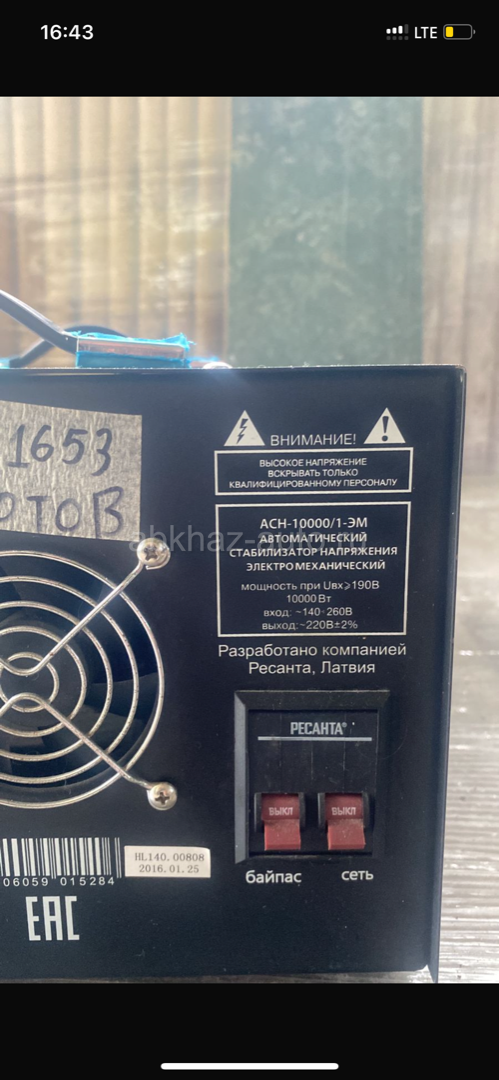 16:43
LTE
1653
ОТОВ
ВНИМАНИЕ!
ВЫСОКОЕ НАПРЯЖЕНИЕ
ВСКРЫВАТЬ ТОЛЬКО
КВАЛИФИЦИРОВАННОМУ ПЕРСОНАЛУ
АСН-10000/1-ЭМ
АВТОМАТИЧЕСКИЙ
СТАБИЛИЗАТОР НАПРЯЖЕНИЯ
ЭЛЕКТРОМЕХАНИЧЕСКИЙ
мощность при Uвх⩾190В
10000Вт
вход: ~140-260В
выход:~220В±2%
Разработано компанией
Ресанта, Латвия
РЕСАНТА®
ВЫКЛ ВЫКЛ
байпас сеть
HL140.00808
2016.01.25
06059 015284
EAC